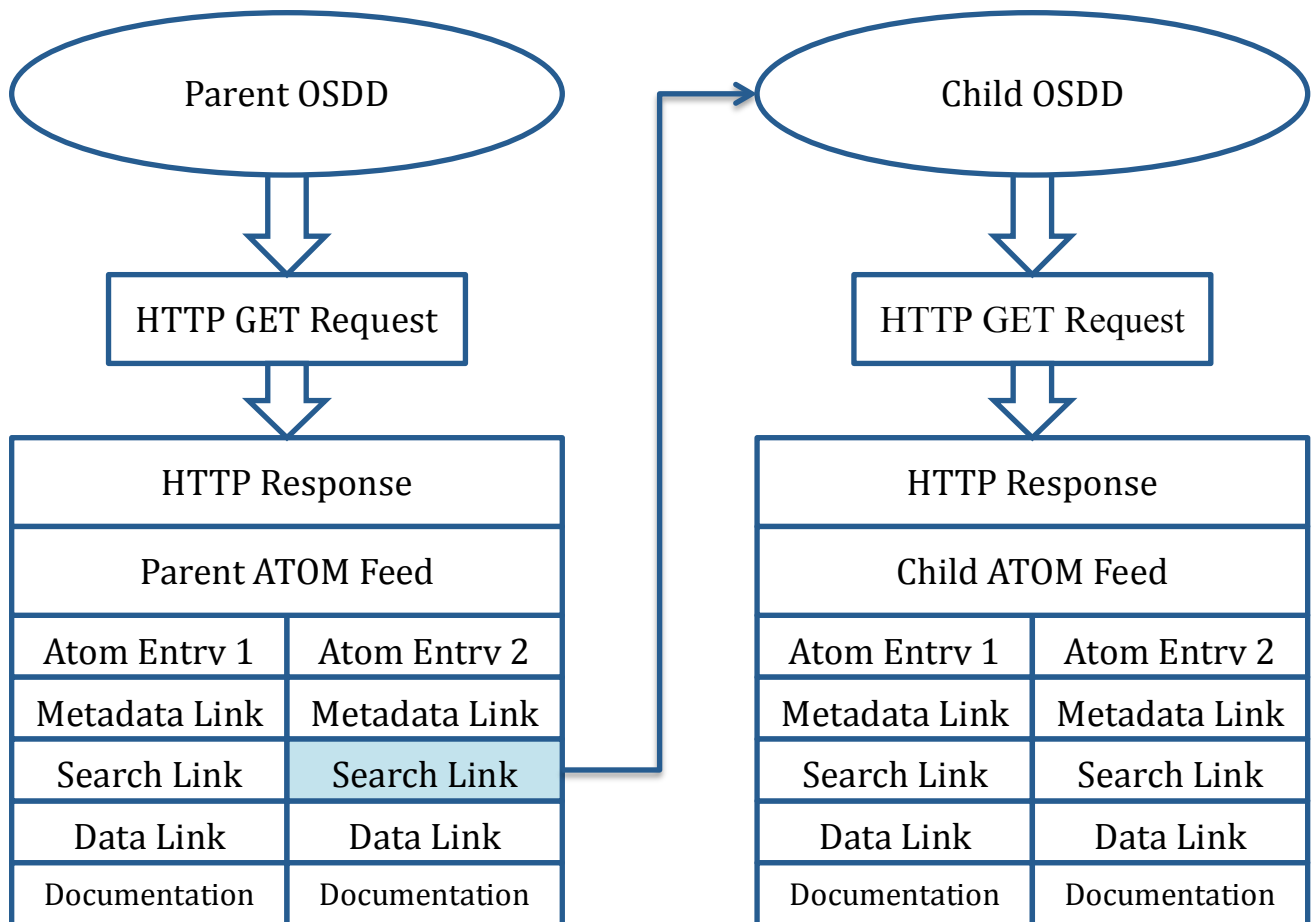 Parent OSDD
HTTP GET Request
HTTP Response
Parent ATOM Feed
Atom Entry 1
Atom Entry 2
Metadata Link
Metadata Link
Search Link
Search Link
Data Link
Data Link
Documentation
Documentation
Child OSDD
HTTP GET Request
HTTP Response
Child ATOM Feed
Atom Entry 1
Atom Entry 2
Metadata Link
Metadata Link
Search Link
Search Link
Data Link
Data Link
Documentation
Documentation